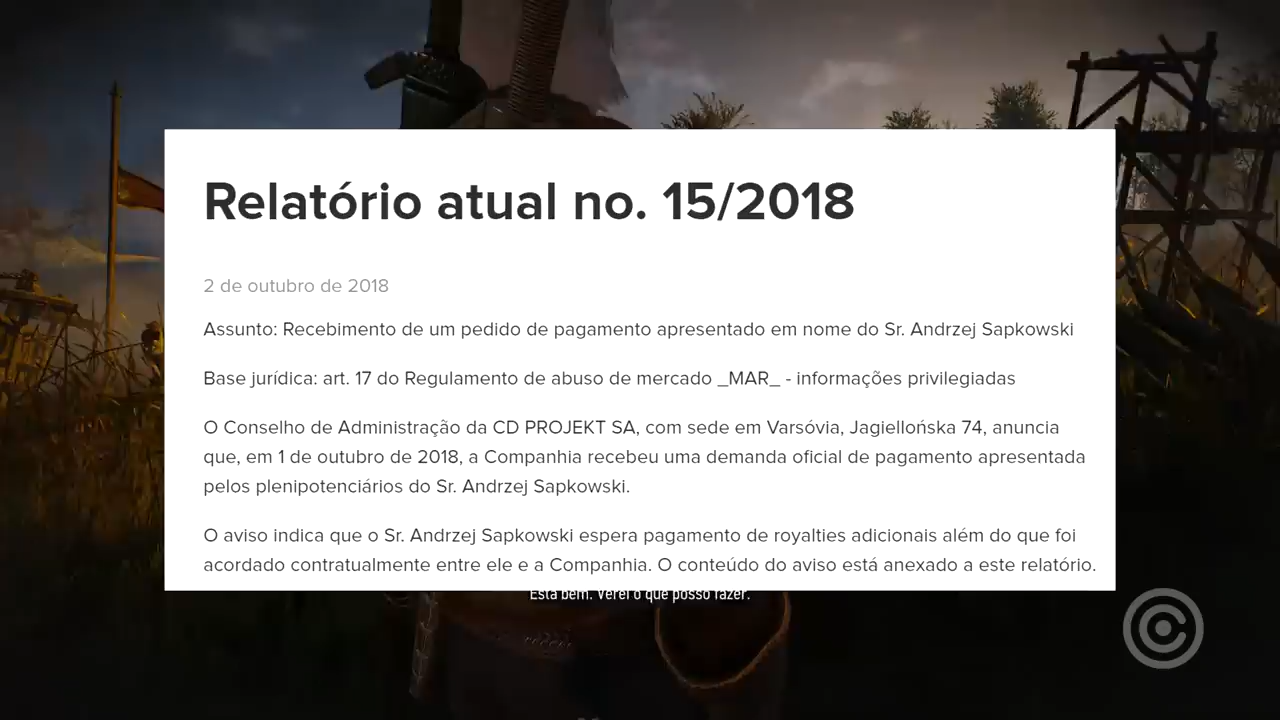 Relatório atual no. 15/2018
2 de outubro de 2018
Assunto: Recebimento de um pedido de pagamento apresentado em nome do Sr. Andrzej Sapkowski
Base jurídica: art. 17 do Regulamento de abuso de mercado _MAR_ - informações privilegiadas
O Conselho de Administração da CD PROJEKT SA, com sede em Varsóvia, Jagiellońska 74, anuncia
que, em 1 de outubro de 2018, a Companhia recebeu uma demanda oficial de pagamento apresentada
pelos plenipotenciários do Sr. Andrzej Sapkowski.
O aviso indica que o Sr. Andrzej Sapkowski espera pagamento de royalties adicionais além do que foi
acordado contratualmente entre ele e a Companhia. O conteúdo do aviso está anexado a este relatório.
Está bem. Verei o que posso fazer.